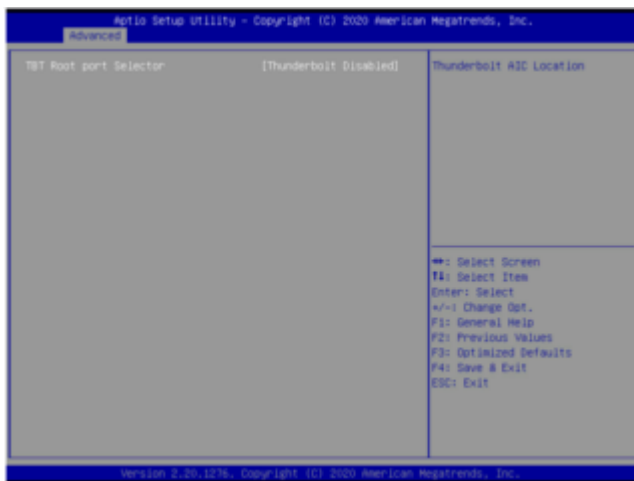 Aptio Setup Utility - Copyright (C) 2020 American Megatrends, Inc.
Advanced
TBT Root port Selector [Thunderbolt Disabled]
Thunderbolt AIC Location
↔: Select Screen
↑↓: Select Item
Enter: Select
+/-: Change Opt.
F1: General Help
F2: Previous Values
F3: Optimized Defaults
F4: Save & Exit
ESC: Exit
Version 2.20.1276. Copyright (C) 2020 American Megatrends, Inc.